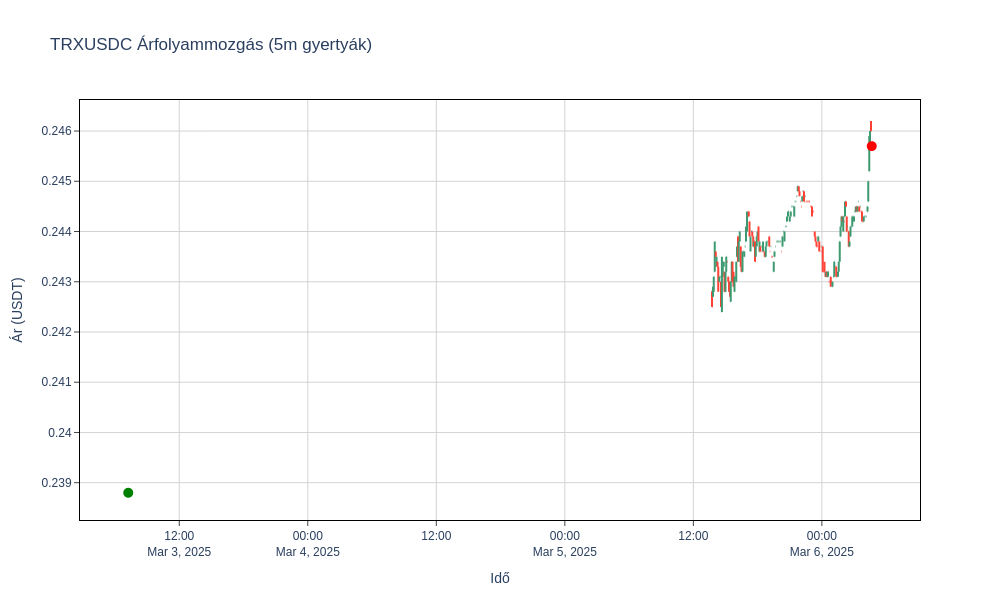 TRXUSDC Árfolyammozgás (5m gyertyák)
Ár (USDT)
0.246
0.245
0.244
0.243
0.242
0.241
0.24
0.239
12:00
Mar 3, 2025
00:00
Mar 4, 2025
12:00
00:00
Mar 5, 2025
12:00
00:00
Mar 6, 2025
Idő